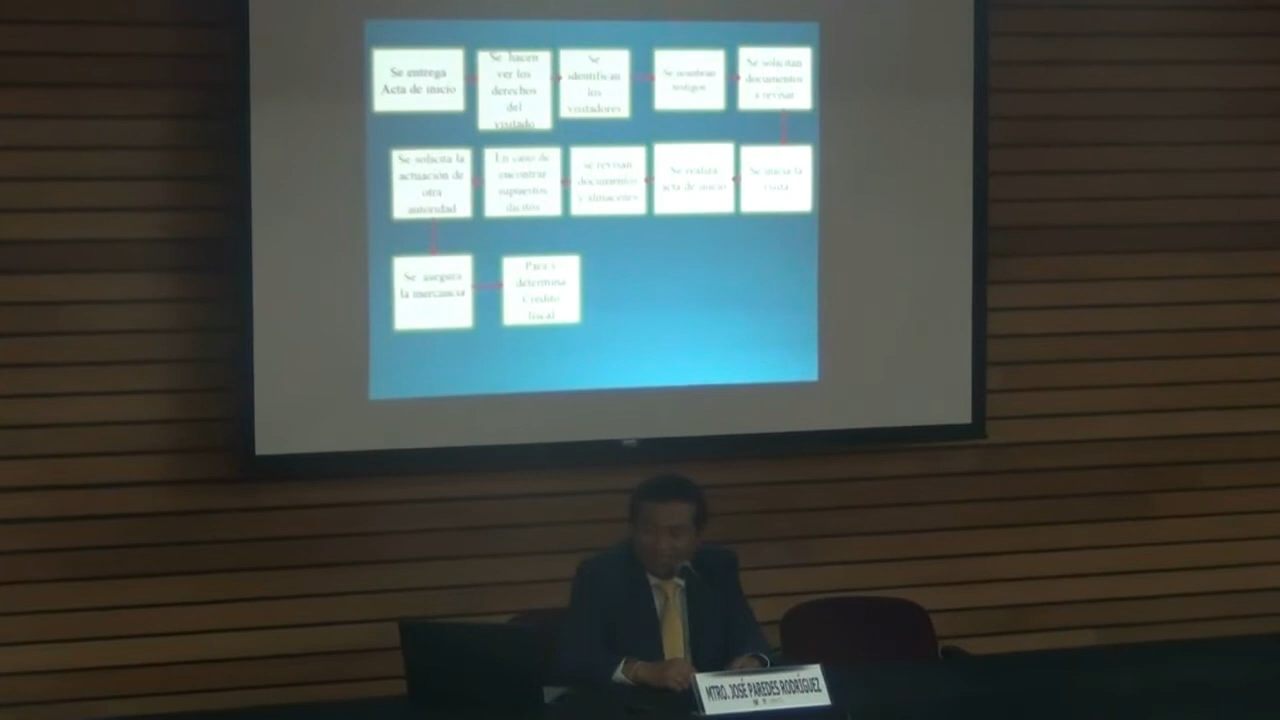 Se entrega
Acta de inicio
Se hacen
ver los
derechos
del
visitado
Se
identifican
los
visitadores
Se nombran
testigos
Se solicitan
documentos
a revisar
Se inicia la
visita
Se realiza
acta de inicio
se revisan
documentos
y almacenes
En caso de
encontrar
supuestos
ilícitos
Se solicita la
actuación de
otra
autoridad
Se asegura
la mercancía
Para
determina
Crédito
fiscal
MTRO. JOSÉ PAREDES RODRÍGUEZ